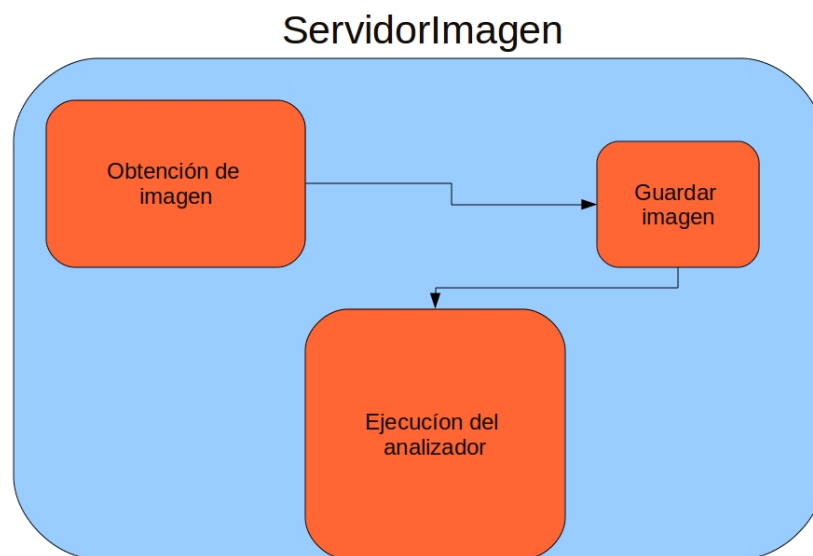 ServidorImagen
Obtención de
imagen
Guardar
imagen
Ejecucíon del
analizador